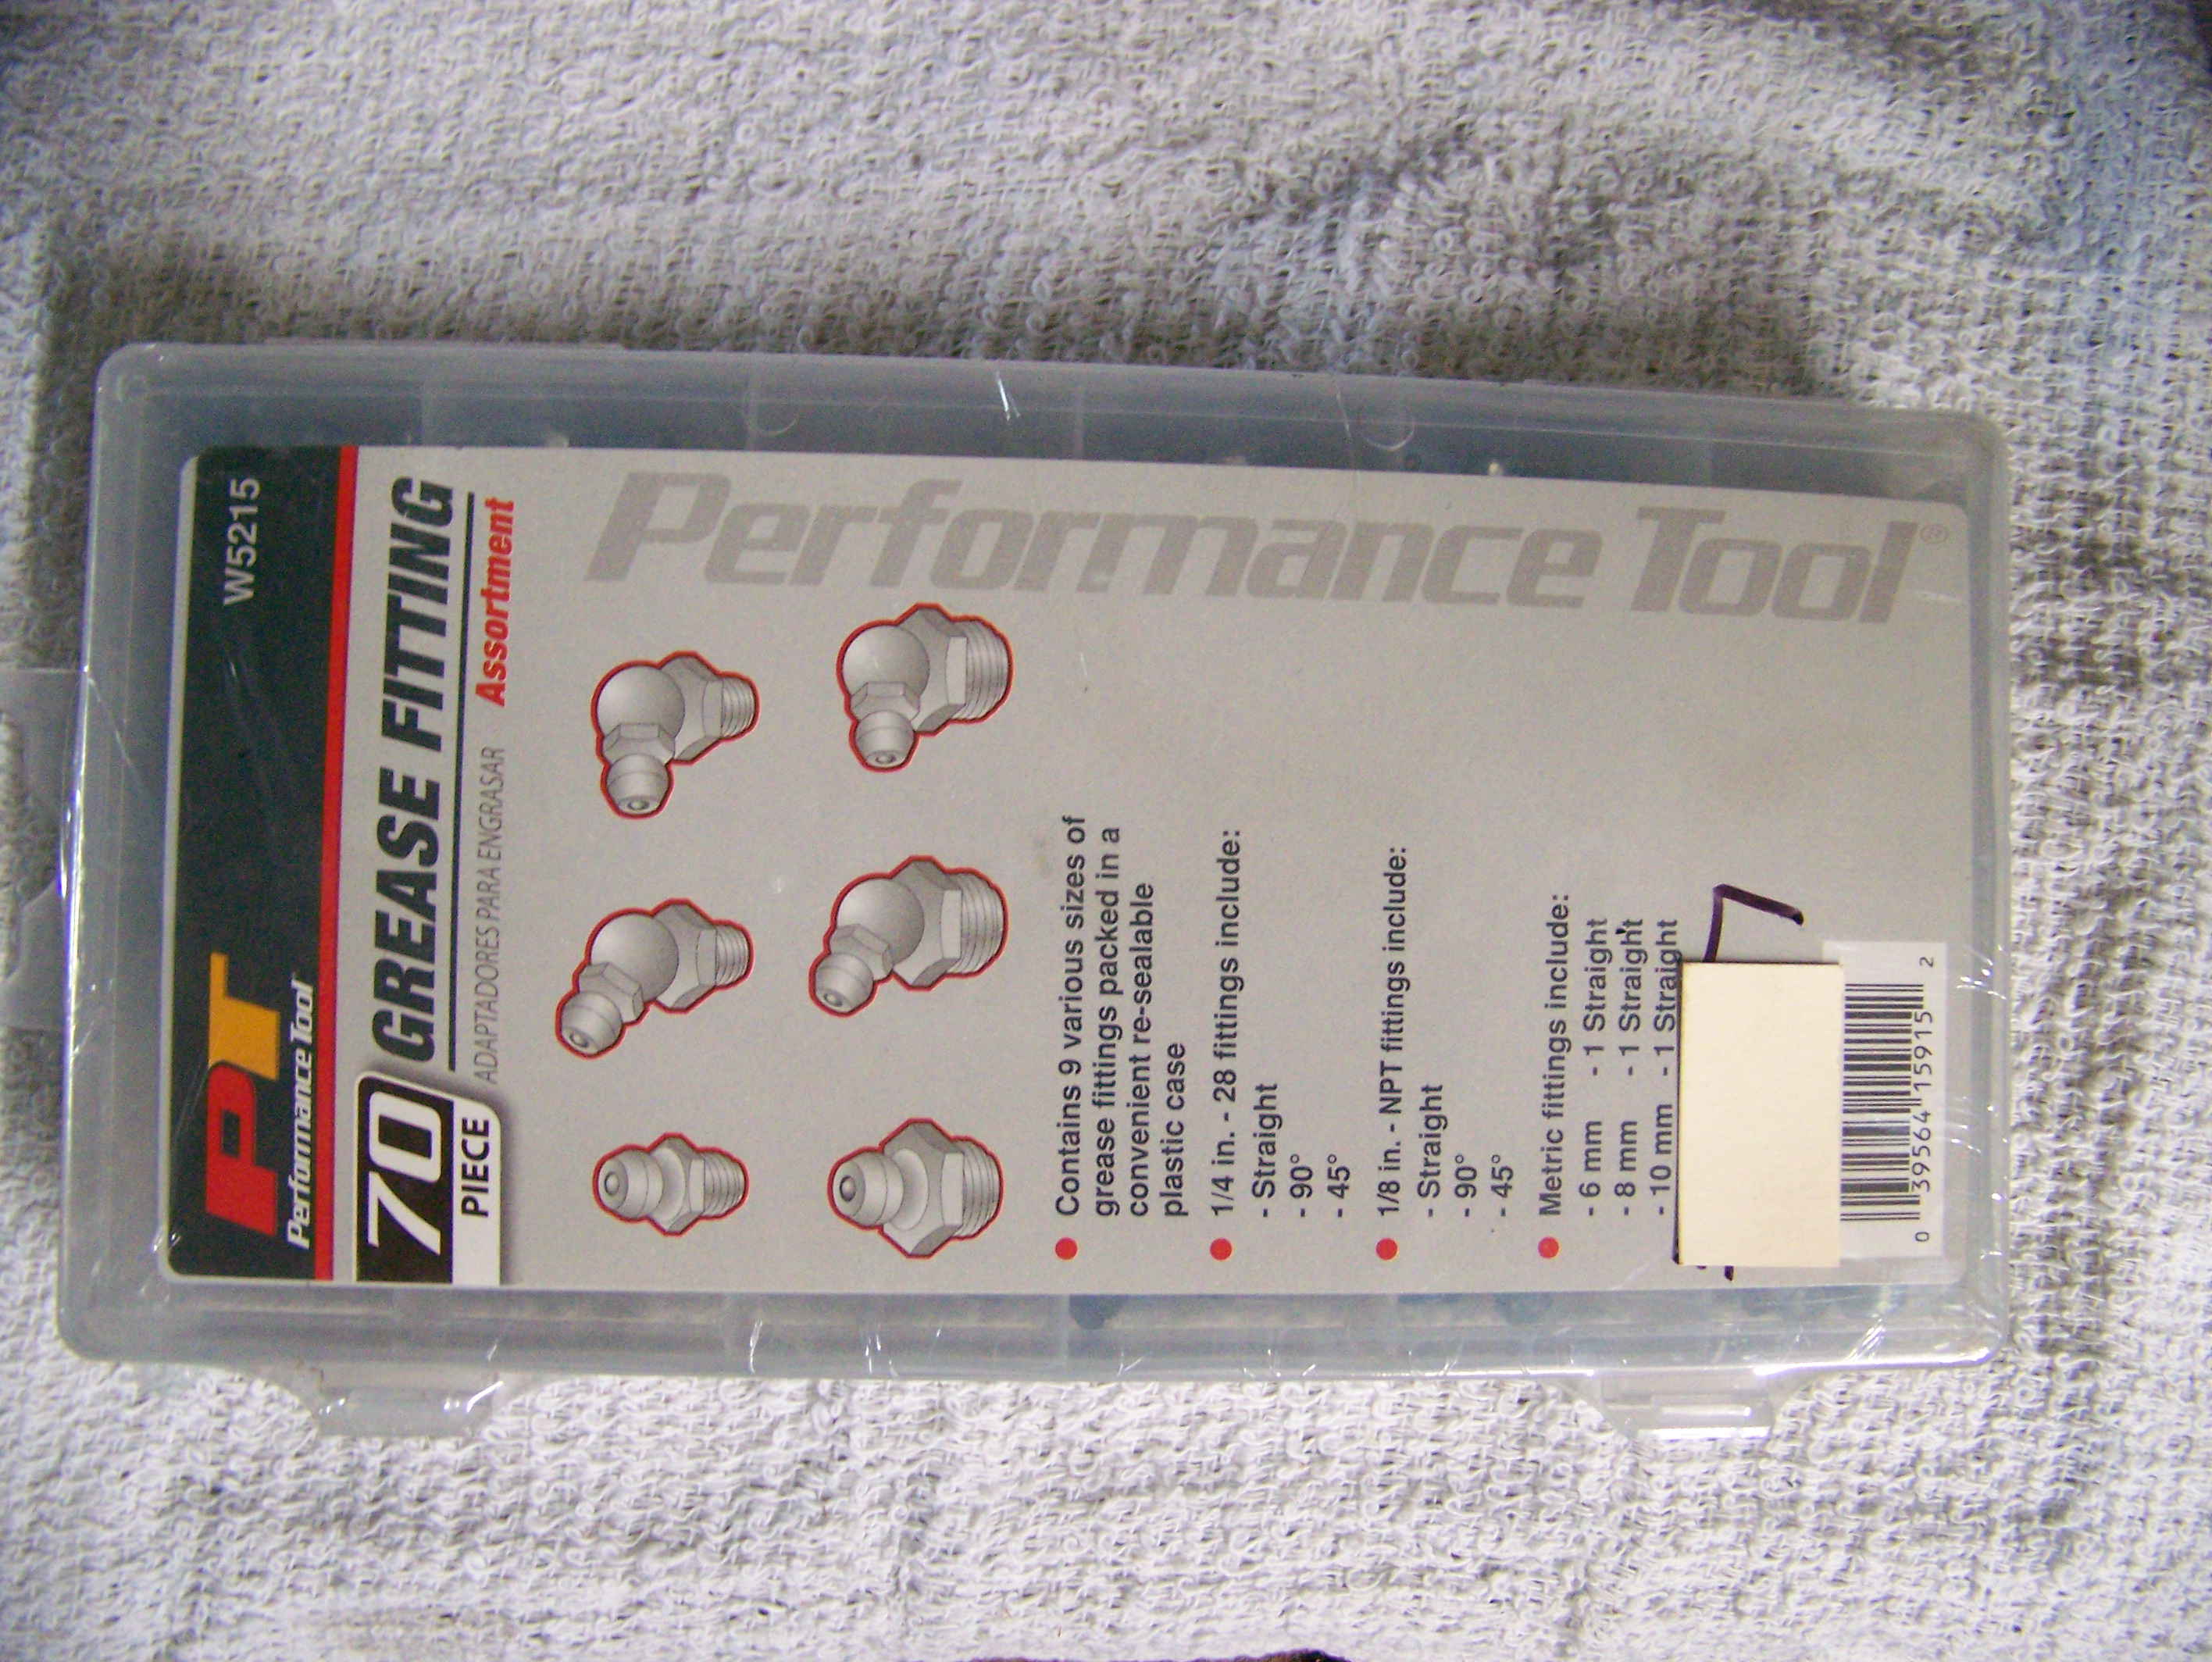 W5215
PT
Performance Tool
70
PIECE
GREASE FITTING
ADAPTADORES PARA ENGRASAR Assortment
Performance Tool®
• Contains 9 various sizes of
grease fittings packed in a
convenient re-sealable
plastic case
• 1/4 in. - 28 fittings include:
- Straight
- 90°
- 45°
• 1/8 in. - NPT fittings include:
- Straight
- 90°
- 45°
• Metric fittings include:
- 6 mm - 1 Straight
- 8 mm - 1 Straight
- 10 mm - 1 Straight
0 39564 15915 2